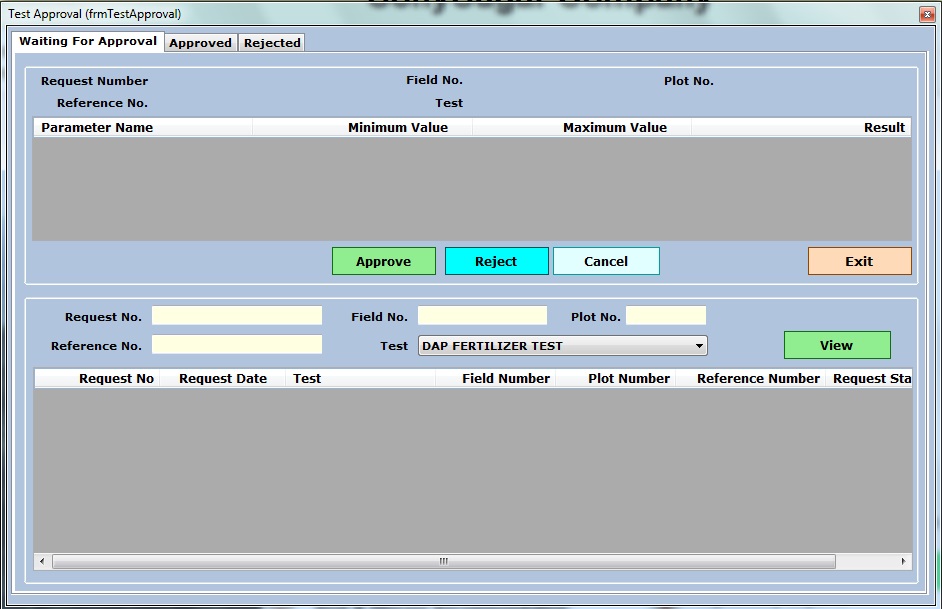 Test Approval (frmTestApproval)
Waiting For Approval Approved Rejected
Request Number Field No. Plot No.
Reference No. Test
Parameter Name Minimum Value Maximum Value Result
Approve Reject Cancel Exit
Request No. Field No. Plot No.
Reference No. Test DAP FERTILIZER TEST View
Request No Request Date Test Field Number Plot Number Reference Number Request Sta